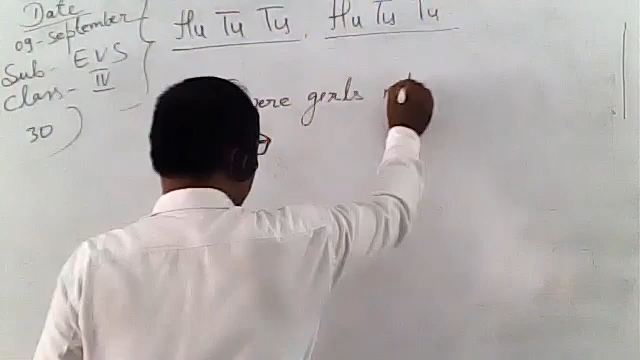 Date
09-September
Sub- EVS
Class- IV
30
Hu Tu Tu, Hu Tu Tu
were girls